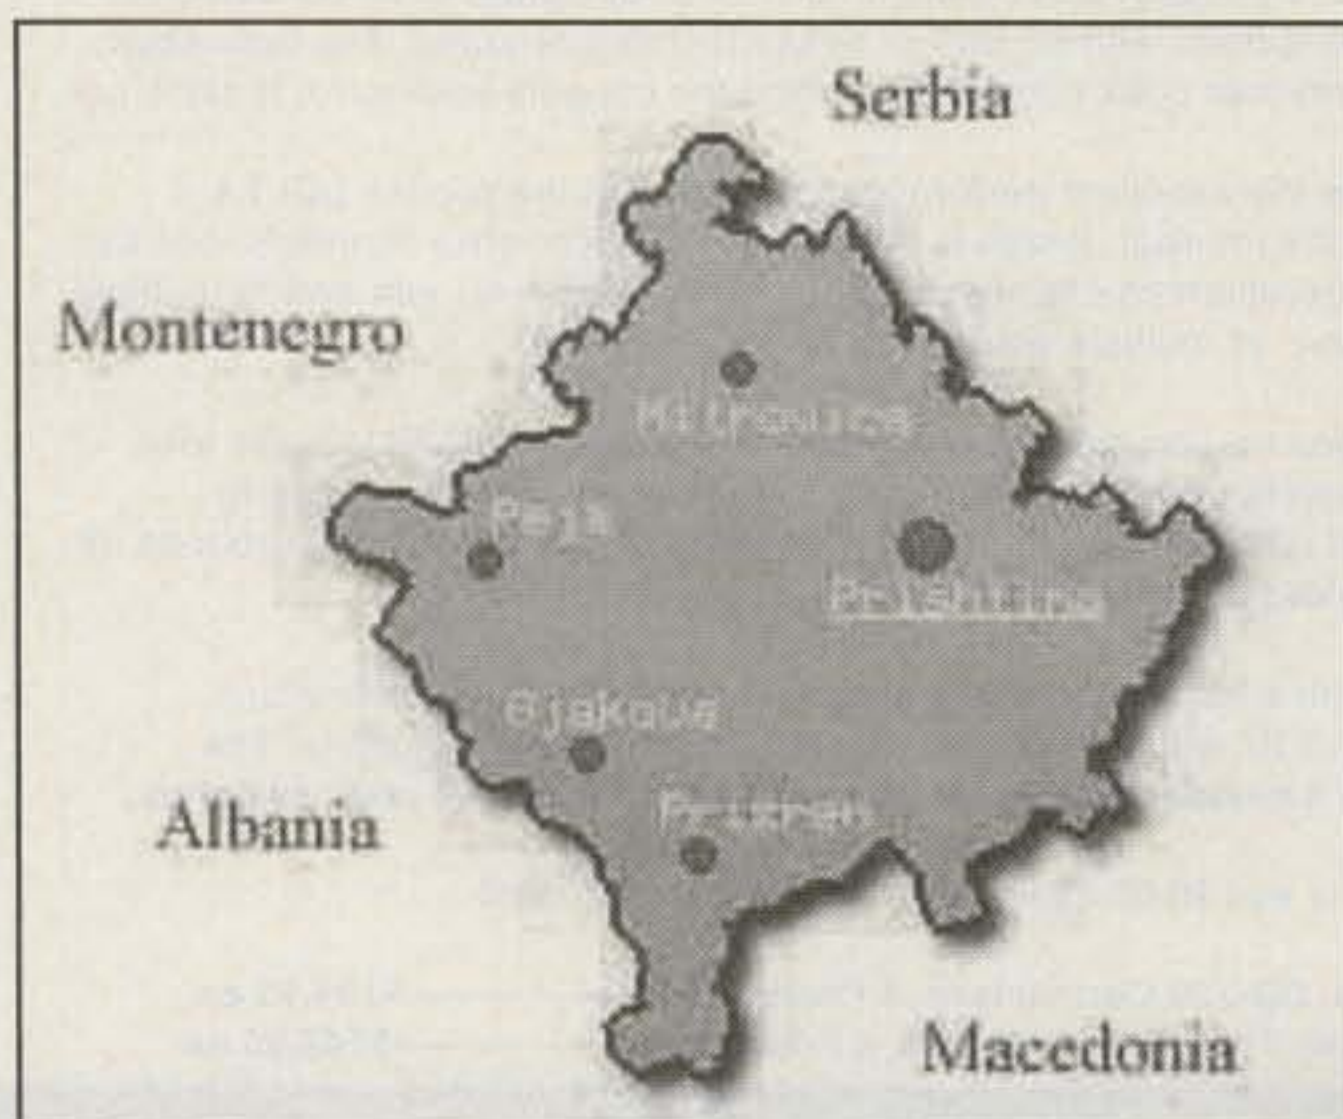 Serbia
Montenegro
Mitrovica
Peja
Prishtina
Gjakova
Prizren
Albania
Macedonia